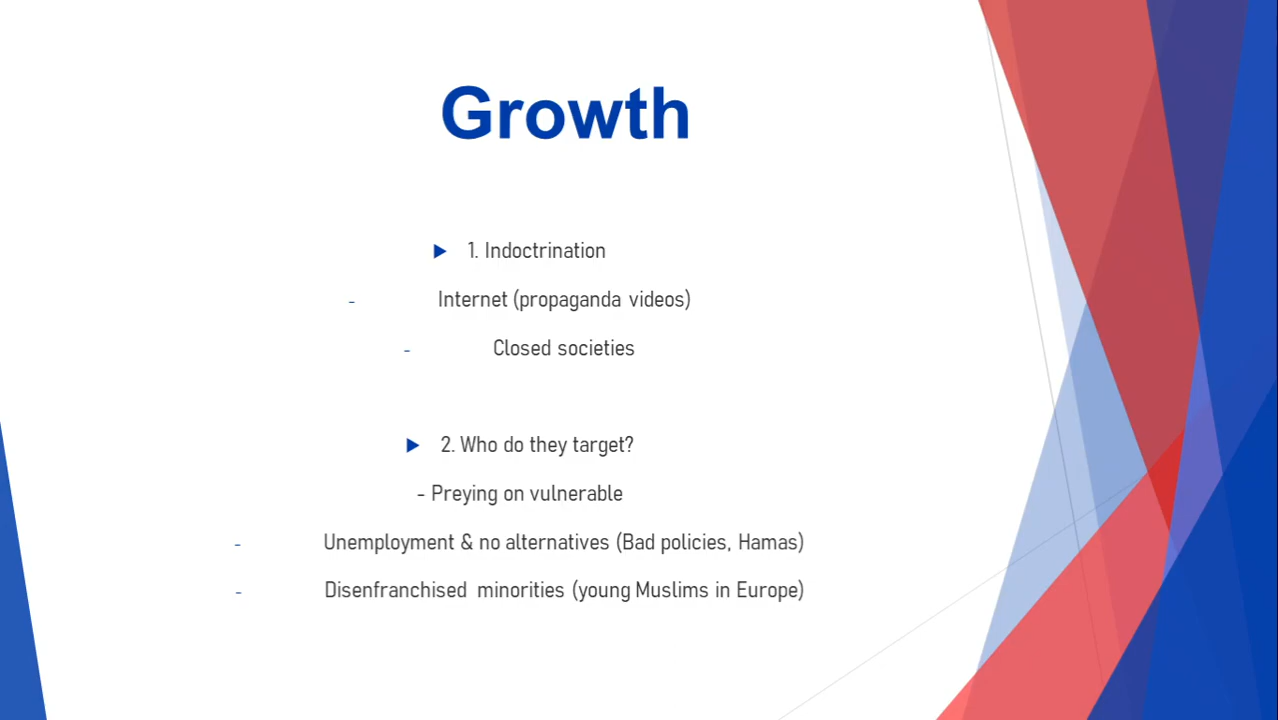 Growth
▶ 1. Indoctrination
- Internet (propaganda videos)
- Closed societies
▶ 2. Who do they target?
- Preying on vulnerable
- Unemployment & no alternatives (Bad policies, Hamas)
- Disenfranchised minorities (young Muslims in Europe)